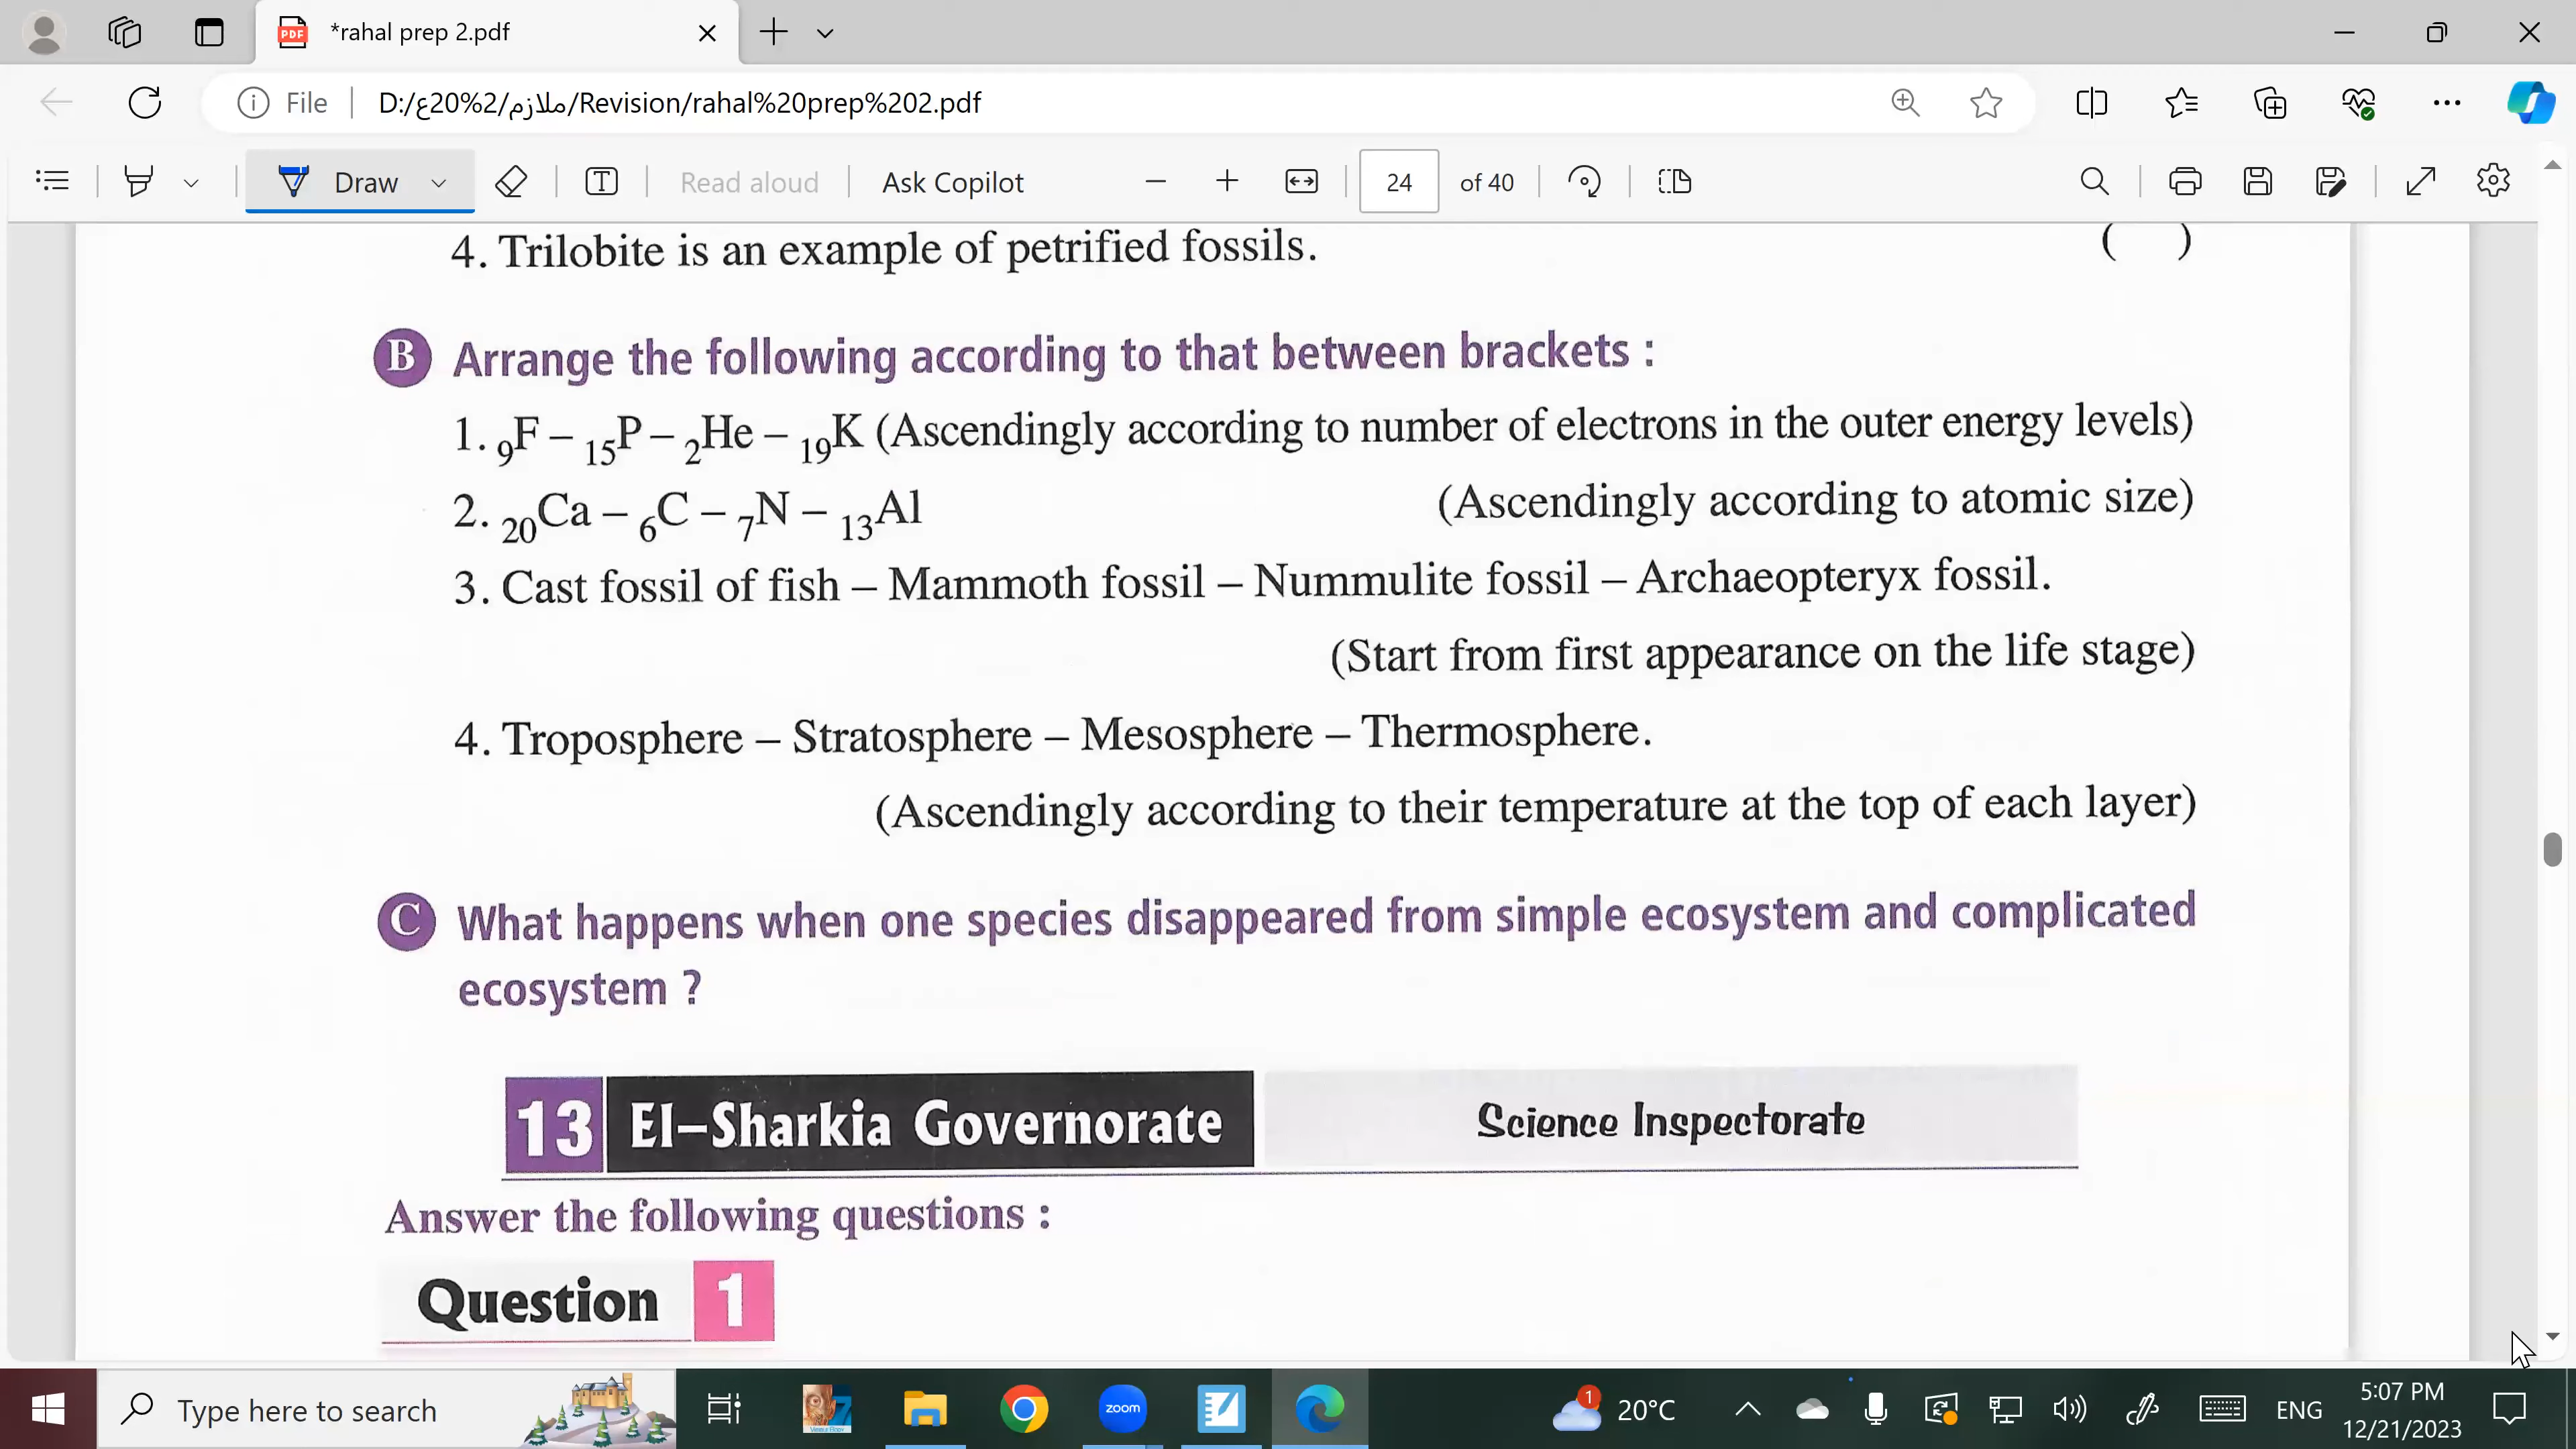 *rahal prep 2.pdf
File
D:/ملازم/2%20ع/Revision/rahal%20prep%202.pdf
Draw
Read aloud
Ask Copilot
24 of 40
4. Trilobite is an example of petrified fossils. ( )
B Arrange the following according to that between brackets :
1. ₉F – ₁₅P – ₂He – ₁₉K (Ascendingly according to number of electrons in the outer energy levels)
2. ₂₀Ca – ₆C – ₇N – ₁₃Al (Ascendingly according to atomic size)
3. Cast fossil of fish – Mammoth fossil – Nummulite fossil – Archaeopteryx fossil.
(Start from first appearance on the life stage)
4. Troposphere – Stratosphere – Mesosphere – Thermosphere.
(Ascendingly according to their temperature at the top of each layer)
C What happens when one species disappeared from simple ecosystem and complicated
ecosystem ?
13 El–Sharkia Governorate Science Inspectorate
Answer the following questions :
Question 1
Type here to search
zoom
1
20°C
ENG
5:07 PM
12/21/2023